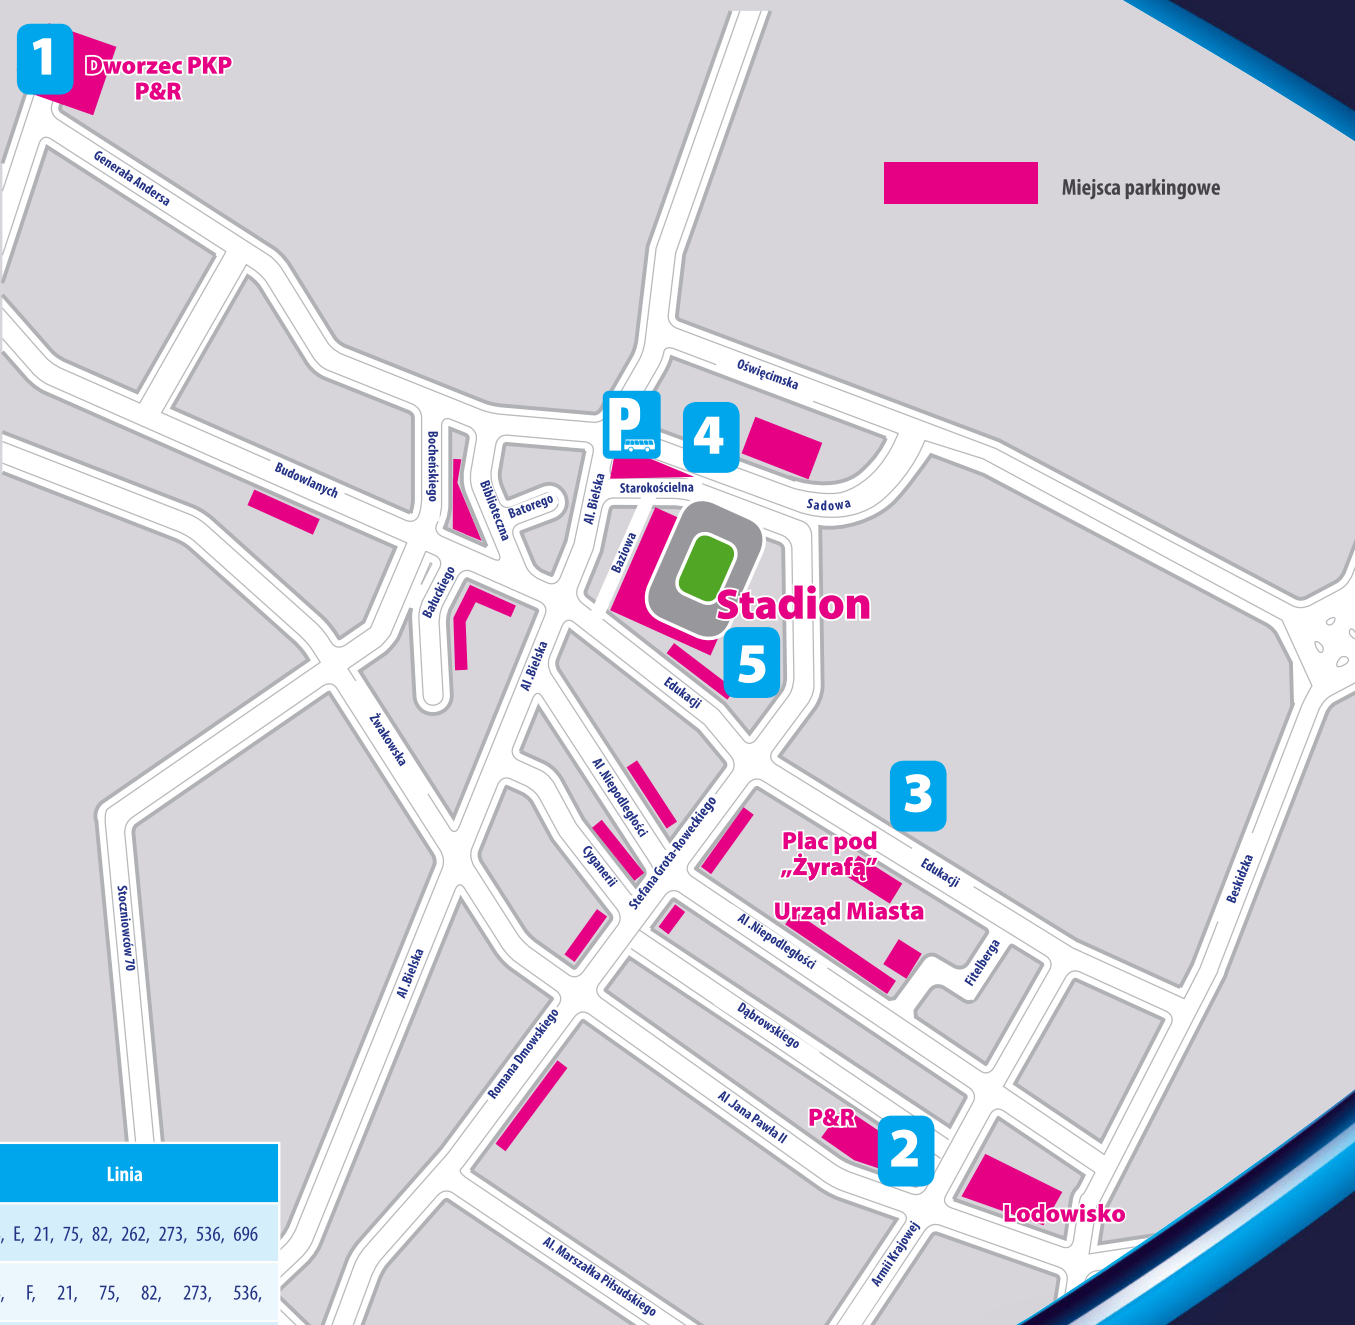 1
Dworzec PKP
P&R
Generała Andersa
Miejsca parkingowe
Oświęcimska
P
4
Bocheńskiego
Budowlanych
Biblioteczna
Batorego
Al. Bielska
Starokościelna
Sadowa
Baziowa
Bałuckiego
Stadion
5
Al. Bielska
Edukacji
Żwakowska
Al .Niepodległości
3
Stefana Grota-Roweckiego
Plac pod
„Żyrafą”
Cyganerii
Edukacji
Beskidzka
Urząd Miasta
Stoczniowców 70
Al .Niepodległości
Al. Bielska
Fitelberga
Dąbrowskiego
Romana Dmowskiego
Al .Jana Pawła II
P&R
2
Lodowisko
Armii Krajowej
Al. Marszałka Piłsudskiego
Linia
, E, 21, 75, 82, 262, 273, 536, 696
, F, 21, 75, 82, 273, 536,